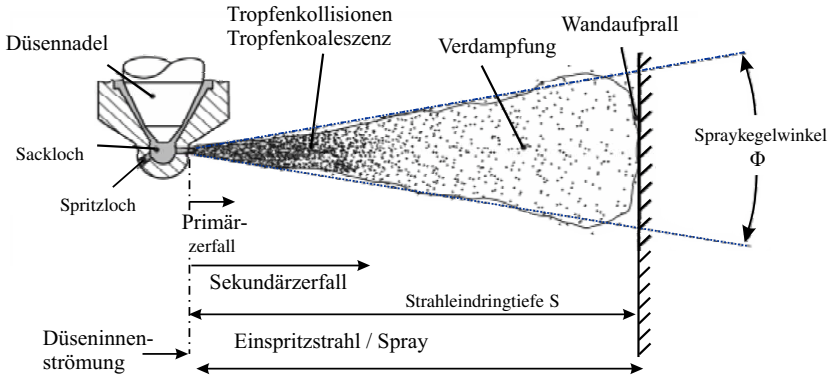 Tropfenkollisionen
Tropfenkoaleszenz
Wandaufprall
Düsennadel
Verdampfung
Sackloch
Spritzloch
Spraykegelwinkel
Φ
Primär-
zerfall
Sekundärzerfall
Strahleindringtiefe S
Düseninnen-
strömung
Einspritzstrahl / Spray